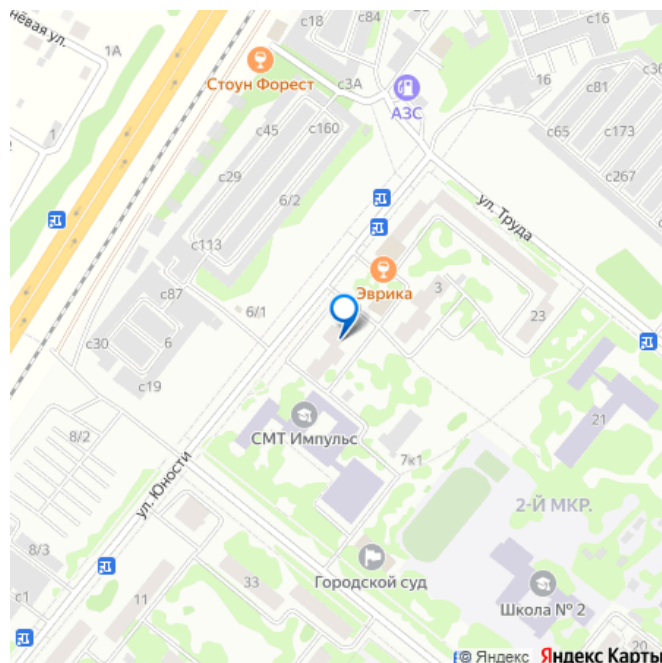 нёвая ул.
1А
с18
с84
с16
Стоун Форест
с3А
АЗС
16
с81
1
с45
с160
с65
с173
с29
6/2
с267
ул. Труда
с113
с87
6/1
Эврика
3
23
с30
6
с19
21
СМТ Импульс
8/2
7к1
ул. Юности
2-Й МКР.
8/3
Городской суд
33
с1
11
Школа № 2
20
© Яндекс Яндекс Карты